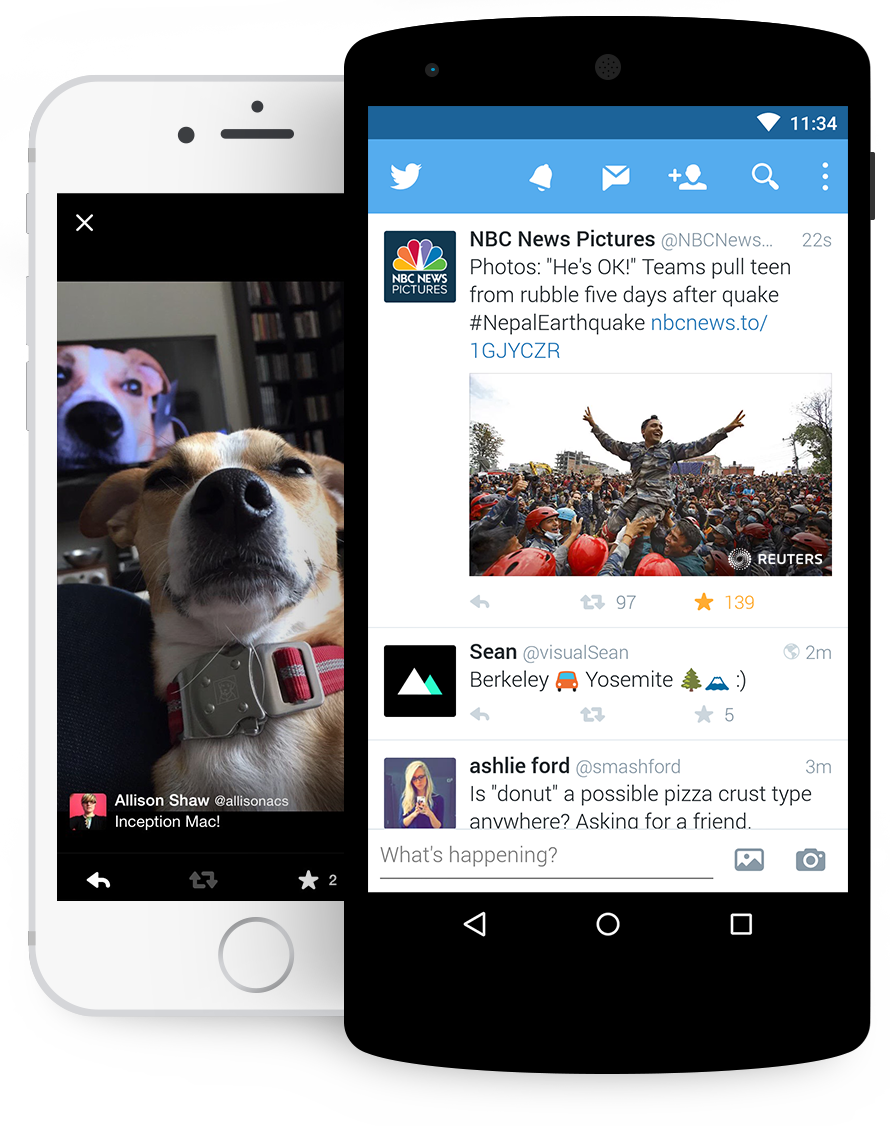 Allison Shaw @allisonacs
Inception Mac!
2
11:34
NBC NEWS
PICTURES
NBC News Pictures @NBCNews... 22s
Photos: "He's OK!" Teams pull teen
from rubble five days after quake
#NepalEarthquake nbcnews.to/
1GJYCZR
REUTERS
97 139
Sean @visualSean 2m
Berkeley 🚘 Yosemite 🌲🗻 :)
5
ashlie ford @smashford 3m
Is "donut" a possible pizza crust type
anywhere? Asking for a friend.
What's happening?